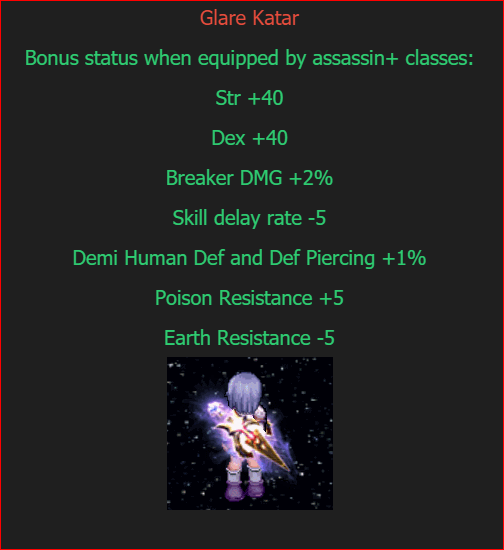 Glare Katar
Bonus status when equipped by assassin+ classes:
Str +40
Dex +40
Breaker DMG +2%
Skill delay rate -5
Demi Human Def and Def Piercing +1%
Poison Resistance +5
Earth Resistance -5